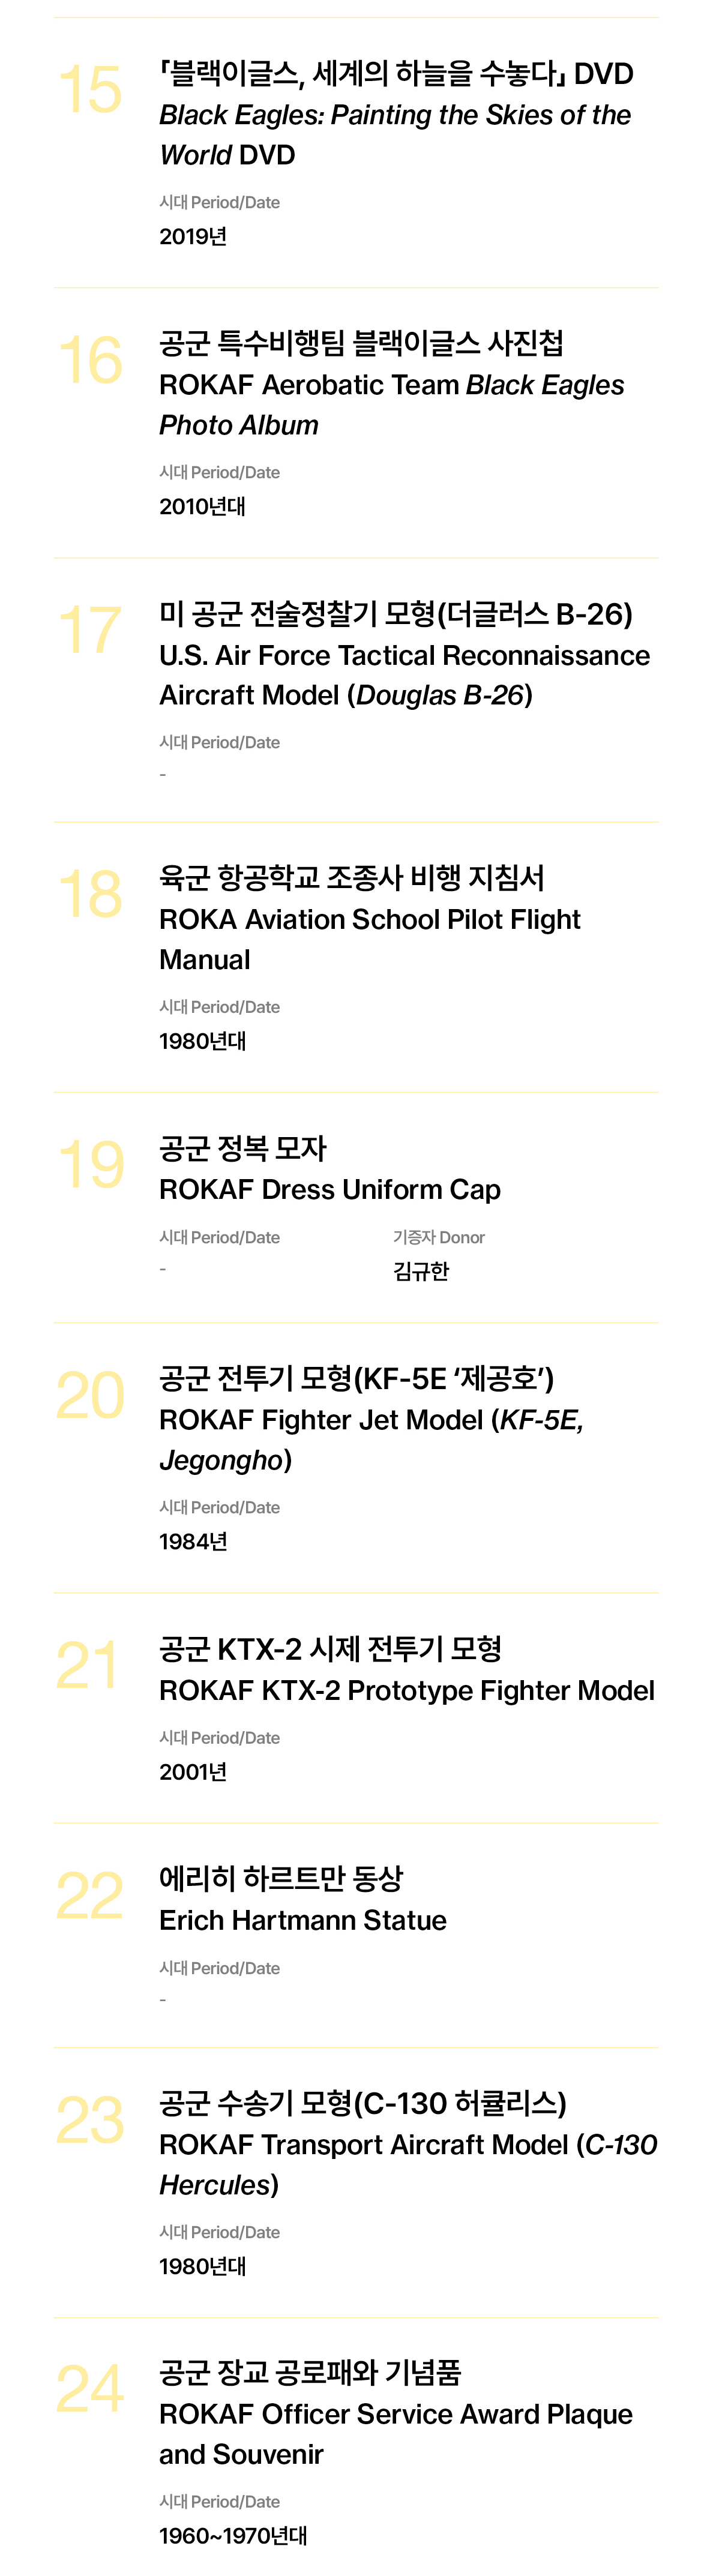 15
「블랙이글스, 세계의 하늘을 수놓다」 DVD
Black Eagles: Painting the Skies of the
World DVD
시대 Period/Date
2019년
16
공군 특수비행팀 블랙이글스 사진첩
ROKAF Aerobatic Team Black Eagles
Photo Album
시대 Period/Date
2010년대
17
미 공군 전술정찰기 모형(더글러스 B-26)
U.S. Air Force Tactical Reconnaissance
Aircraft Model (Douglas B-26)
시대 Period/Date
-
18
육군 항공학교 조종사 비행 지침서
ROKA Aviation School Pilot Flight
Manual
시대 Period/Date
1980년대
19
공군 정복 모자
ROKAF Dress Uniform Cap
시대 Period/Date
-
기증자 Donor
김규한
20
공군 전투기 모형(KF-5E ‘제공호’)
ROKAF Fighter Jet Model (KF-5E,
Jegongho)
시대 Period/Date
1984년
21
공군 KTX-2 시제 전투기 모형
ROKAF KTX-2 Prototype Fighter Model
시대 Period/Date
2001년
22
에리히 하르트만 동상
Erich Hartmann Statue
시대 Period/Date
-
23
공군 수송기 모형(C-130 허큘리스)
ROKAF Transport Aircraft Model (C-130
Hercules)
시대 Period/Date
1980년대
24
공군 장교 공로패와 기념품
ROKAF Officer Service Award Plaque
and Souvenir
시대 Period/Date
1960~1970년대